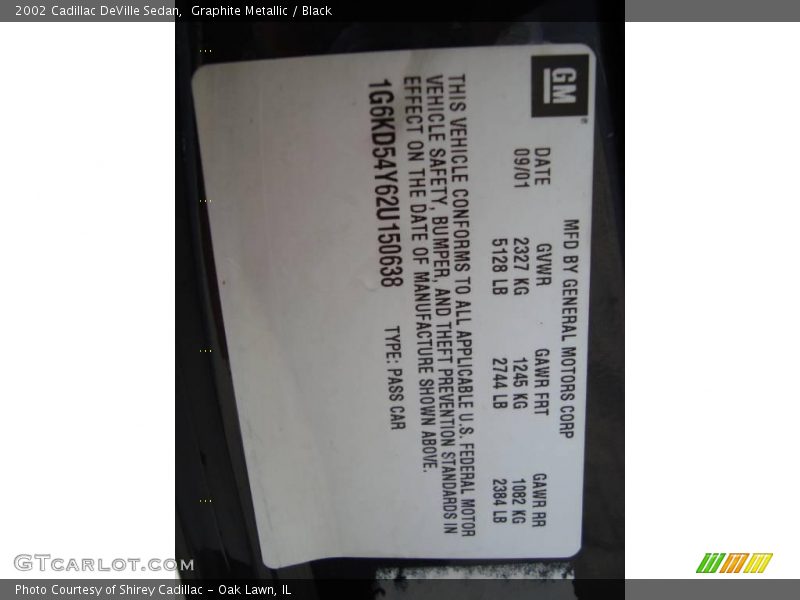 2002 Cadillac DeVille Sedan,  Graphite Metallic / Black
GM®
MFD BY GENERAL MOTORS CORP
DATE GVWR GAWR FRT GAWR RR
09/01 2327 KG 1245 KG 1082 KG
5128 LB 2744 LB 2384 LB
THIS VEHICLE CONFORMS TO ALL APPLICABLE U.S. FEDERAL MOTOR
VEHICLE SAFETY, BUMPER, AND THEFT PREVENTION STANDARDS IN
EFFECT ON THE DATE OF MANUFACTURE SHOWN ABOVE.
1G6KD54Y62U150638 TYPE: PASS CAR
GTCARLOT.COM
Photo Courtesy of Shirey Cadillac - Oak Lawn, IL